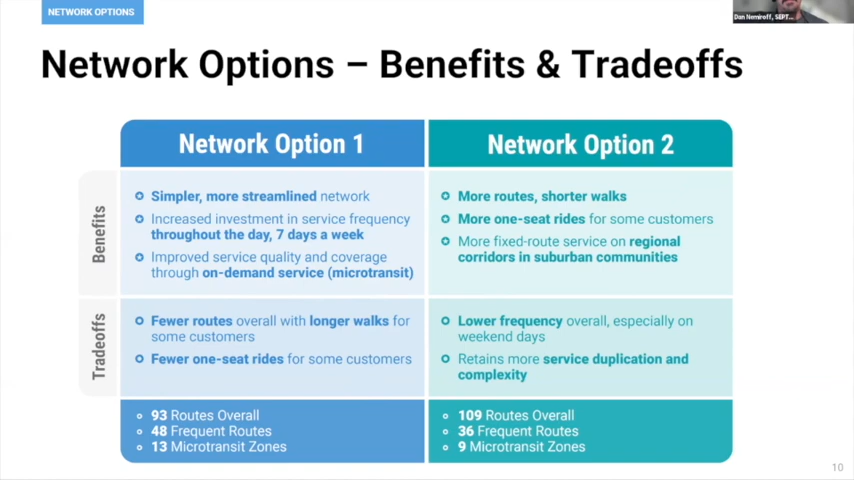 NETWORK OPTIONS
Dan Nemiroff, SEPT...
Network Options – Benefits & Tradeoffs
Network Option 1
Network Option 2
Benefits
Simpler, more streamlined network
Increased investment in service frequency
throughout the day, 7 days a week
Improved service quality and coverage
through on-demand service (microtransit)
More routes, shorter walks
More one-seat rides for some customers
More fixed-route service on regional
corridors in suburban communities
Tradeoffs
Fewer routes overall with longer walks for
some customers
Fewer one-seat rides for some customers
Lower frequency overall, especially on
weekend days
Retains more service duplication and
complexity
93 Routes Overall
48 Frequent Routes
13 Microtransit Zones
109 Routes Overall
36 Frequent Routes
9 Microtransit Zones
10